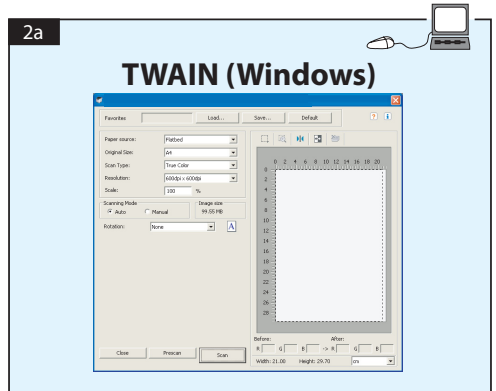 2a
TWAIN (Windows)
Favorites Load... Save... Default ? i
Paper source: Flatbed
Original Size: A4
Scan Type: True Color
Resolution: 600dpi x 600dpi
Scale: 100 %
Scanning Mode Image size
Auto Manual 99.55 MB
Rotation: None A
0 2 4 6 8 10 12 14 16 18 20
0
2
4
6
8
10
12
14
16
18
20
22
24
26
28
Before: After:
R G B -> R G B
Close Prescan Scan
Width: 21.00 Height: 29.70 cm